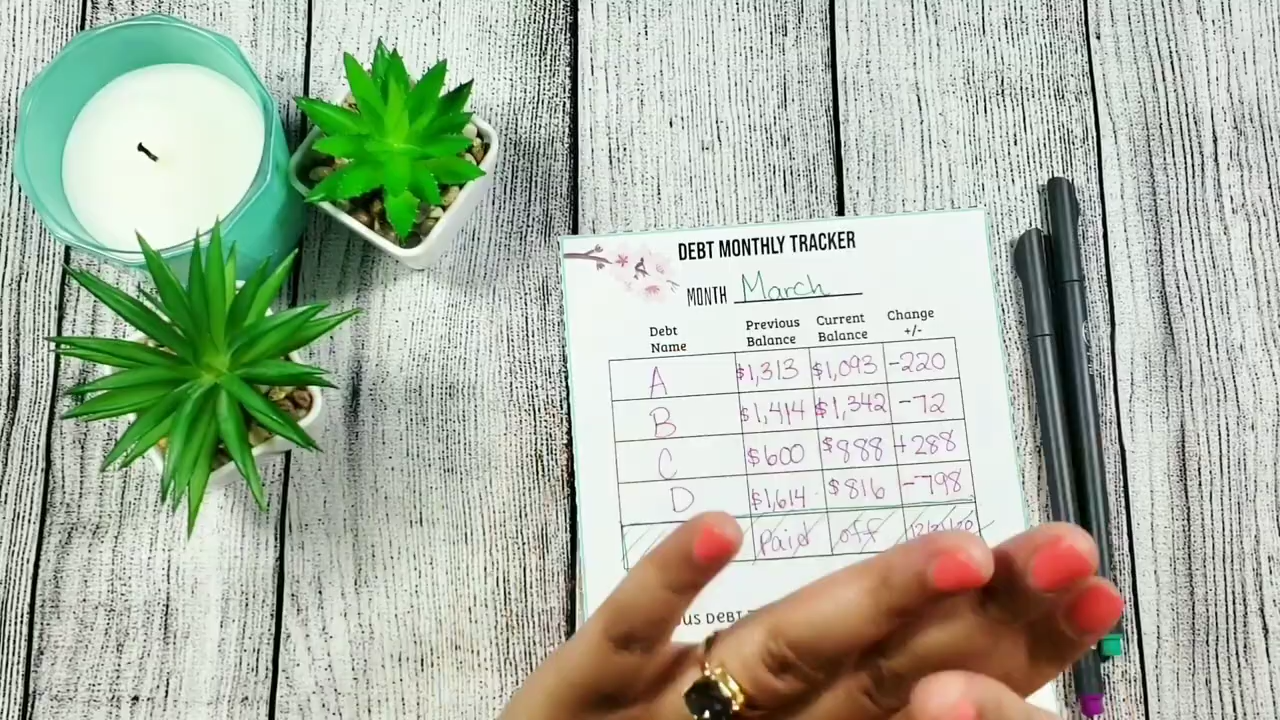 DEBT MONTHLY TRACKER
MONTH March
Debt Name Previous Balance Current Balance Change +/-
A $1,313 $1,093 -220
B $1,414 $1,342 -72
C $600 $888 +288
D $1,614 $816 -798
Paid off
DEBT